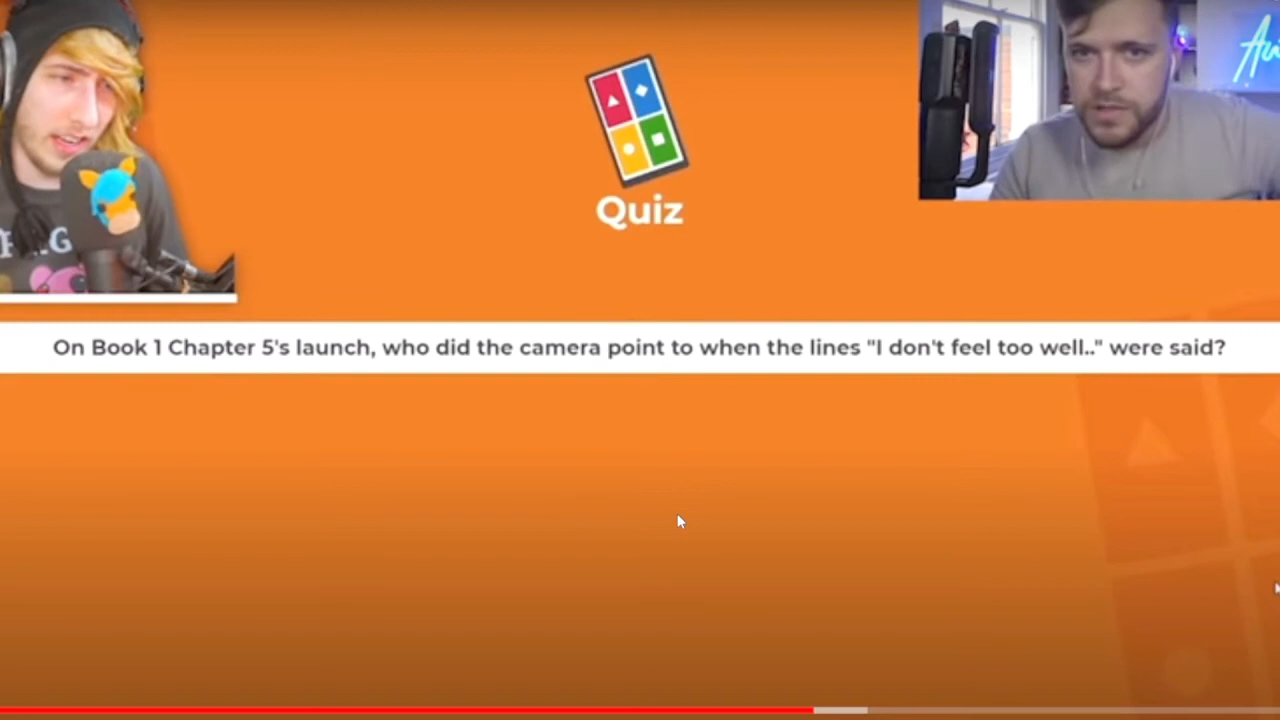 Quiz
On Book 1 Chapter 5's launch, who did the camera point to when the lines "I don't feel too well.." were said?